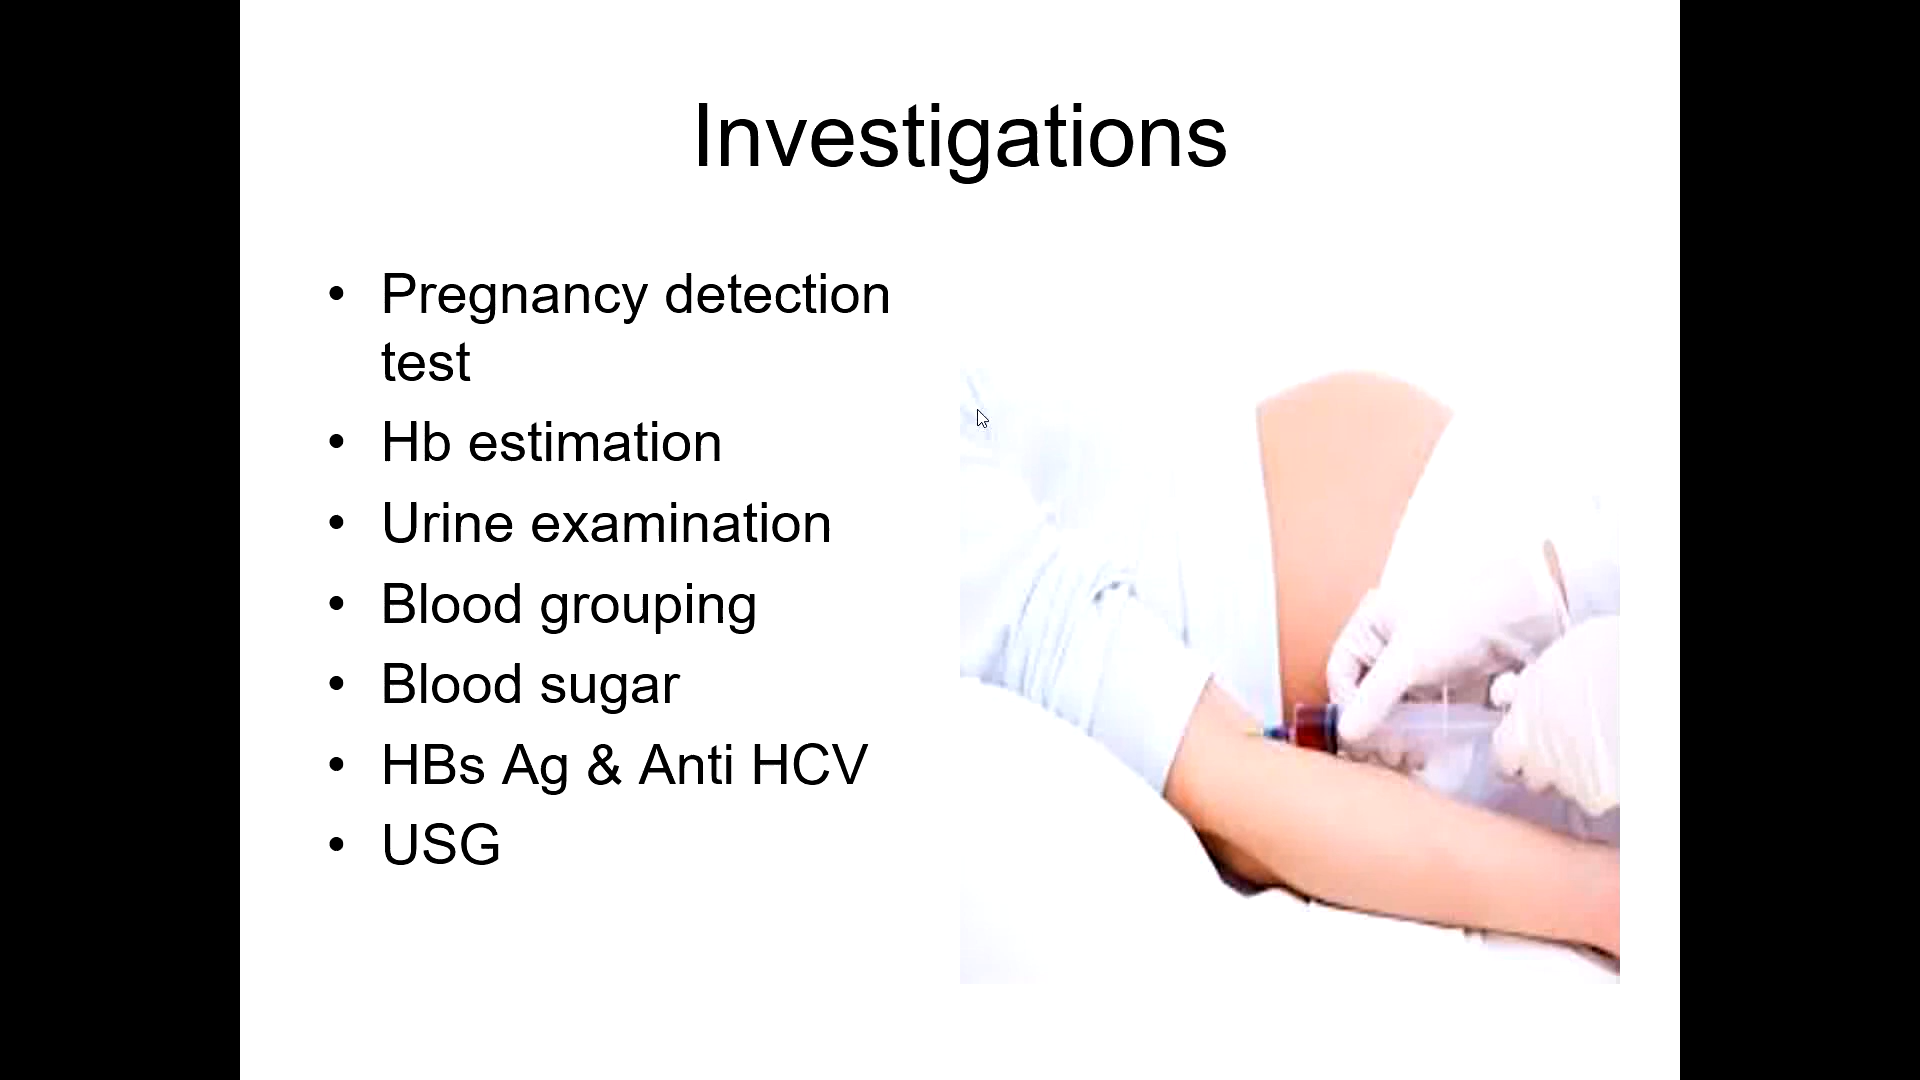 Investigations
• Pregnancy detection
test
• Hb estimation
• Urine examination
• Blood grouping
• Blood sugar
• HBs Ag & Anti HCV
• USG